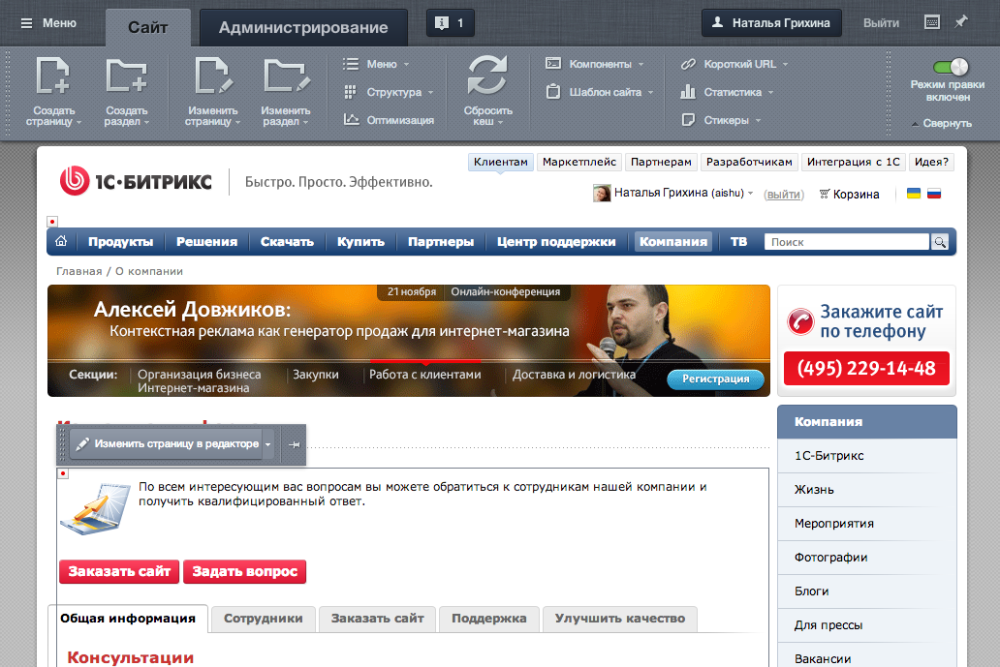 Меню
Сайт
Администрирование
1
Наталья Грихина
Выйти
Создать
страницу
Создать
раздел
Изменить
страницу
Изменить
раздел
Меню
Структура
Оптимизация
Сбросить
кеш
Компоненты
Шаблон сайта
Короткий URL
Статистика
Стикеры
Режим правки
включен
Свернуть
1С·БИТРИКС
Быстро. Просто. Эффективно.
Клиентам
Маркетплейс
Партнерам
Разработчикам
Интеграция с 1С
Идея?
Наталья Грихина (aishu)
(выйти)
Корзина
Продукты
Решения
Скачать
Купить
Партнеры
Центр поддержки
Компания
ТВ
Поиск
Главная / О компании
21 ноября
Онлайн-конференция
Алексей Довжиков:
Контекстная реклама как генератор продаж для интернет-магазина
Секции:
Организация бизнеса
Интернет-магазина
Закупки
Работа с клиентами
Доставка и логистика
Регистрация
Закажите сайт
по телефону
(495) 229-14-48
Изменить страницу в редакторе
По всем интересующим вас вопросам вы можете обратиться к сотрудникам нашей компании и
получить квалифицированный ответ.
Заказать сайт
Задать вопрос
Общая информация
Сотрудники
Заказать сайт
Поддержка
Улучшить качество
Консультации
Компания
1С-Битрикс
Жизнь
Мероприятия
Фотографии
Блоги
Для прессы
Вакансии